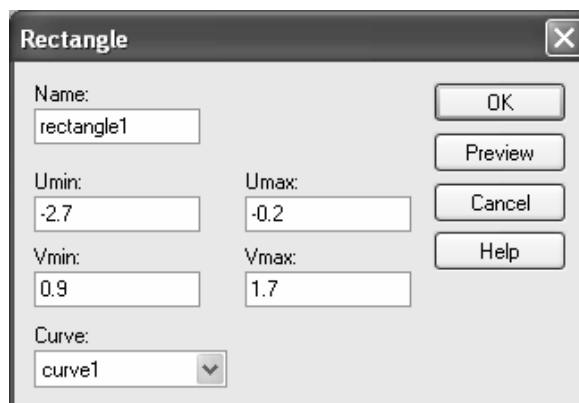 Rectangle
Name:
rectangle1
OK
Preview
Umin:
-2.7
Umax:
-0.2
Cancel
Vmin:
0.9
Vmax:
1.7
Help
Curve:
curve1